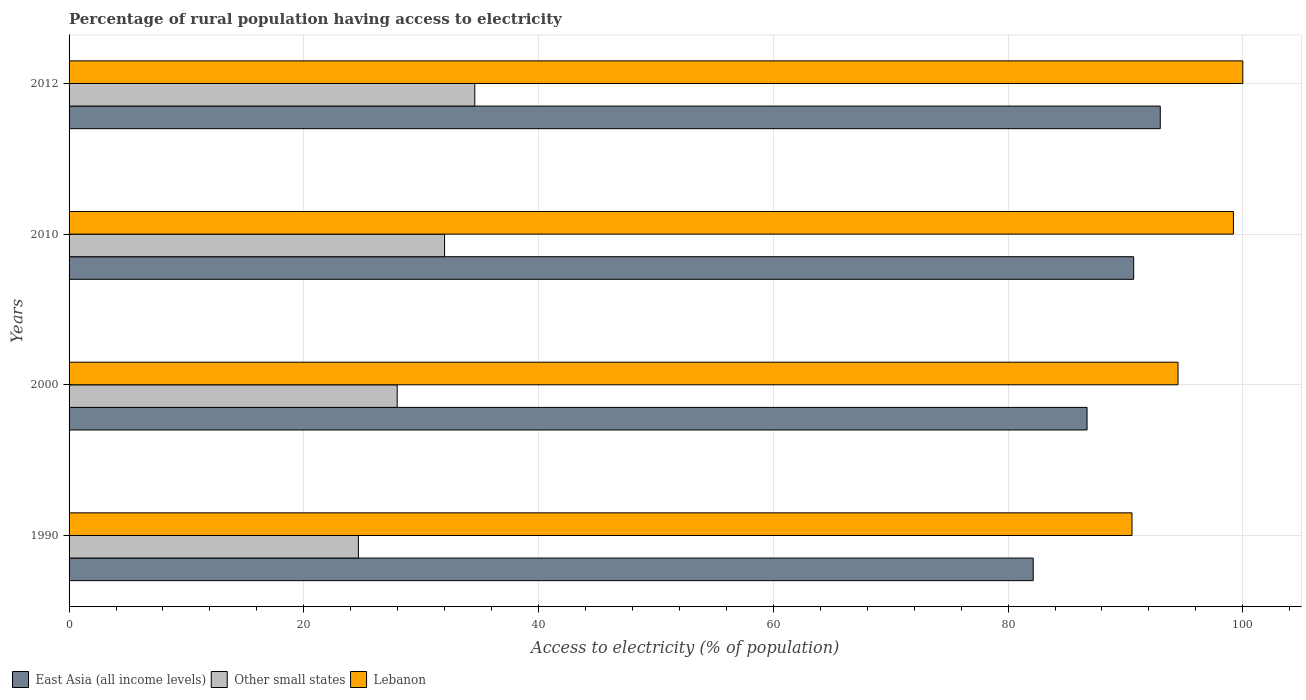 Percentage of rural population having access to electricity
2012
2010
2000
1990
Years
0
20
40
60
80
100
Access to electricity (% of population)
East Asia (all income levels)
Other small states
Lebanon